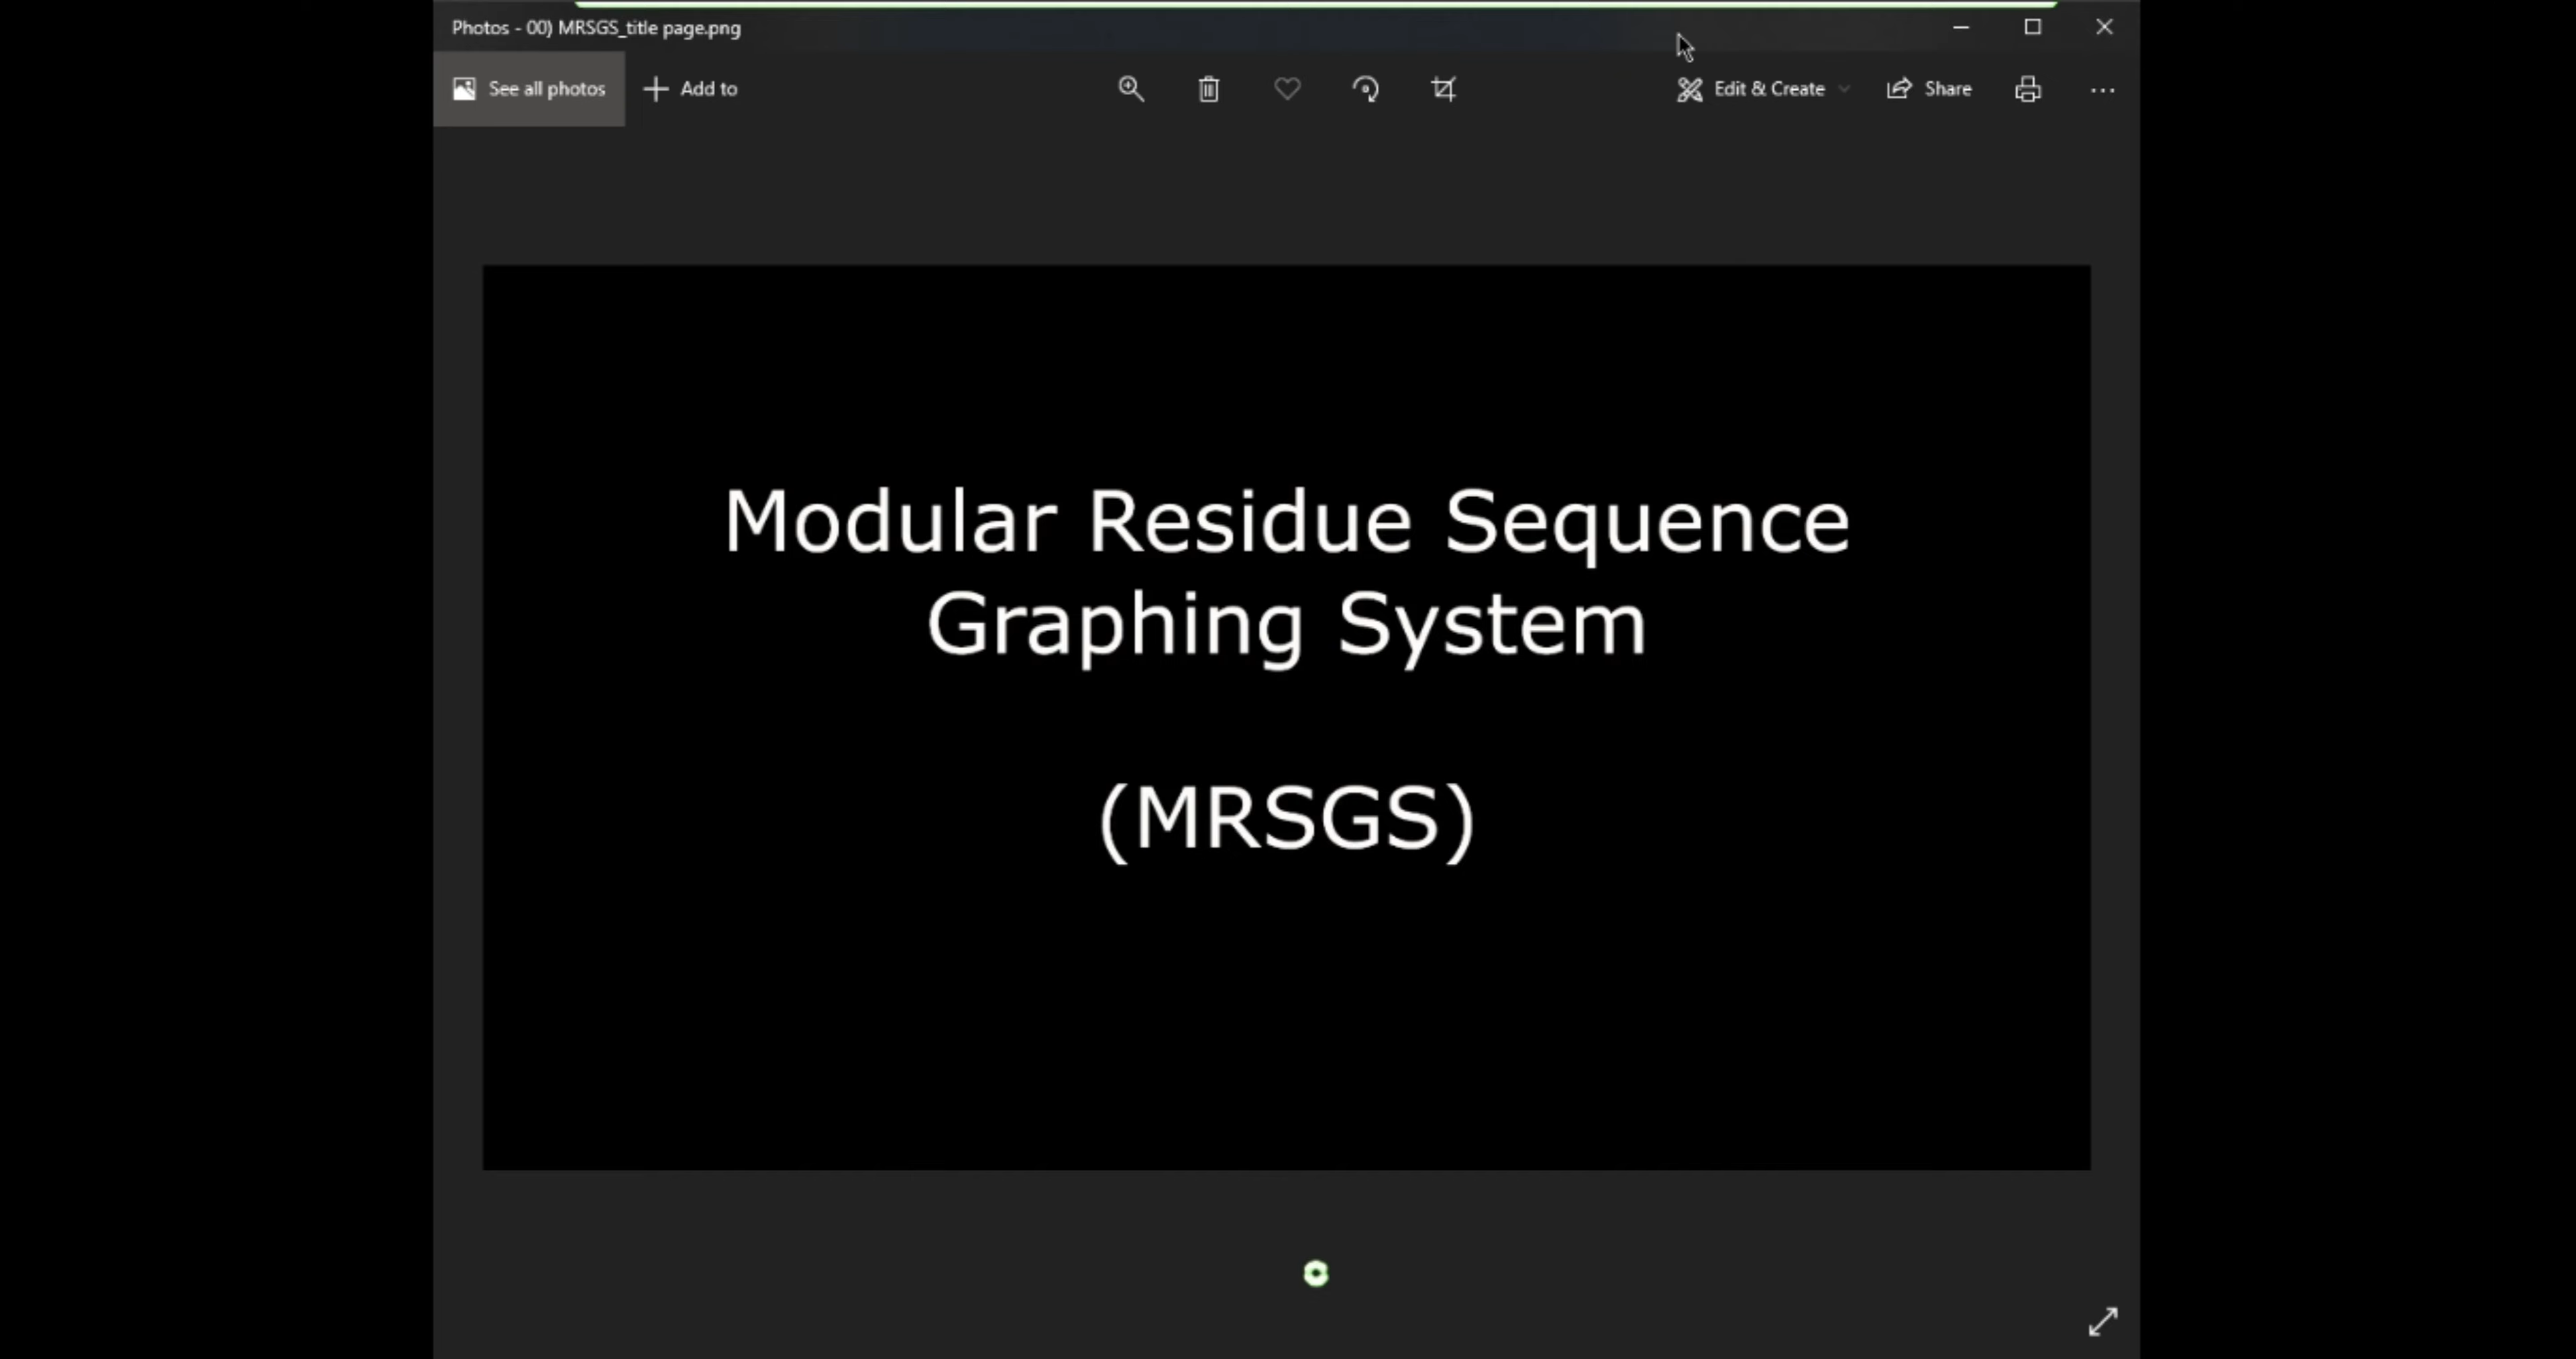 Photos - 00) MRSGS_title page.png
See all photos
Add to
Edit & Create
Share
Modular Residue Sequence
Graphing System
(MRSGS)